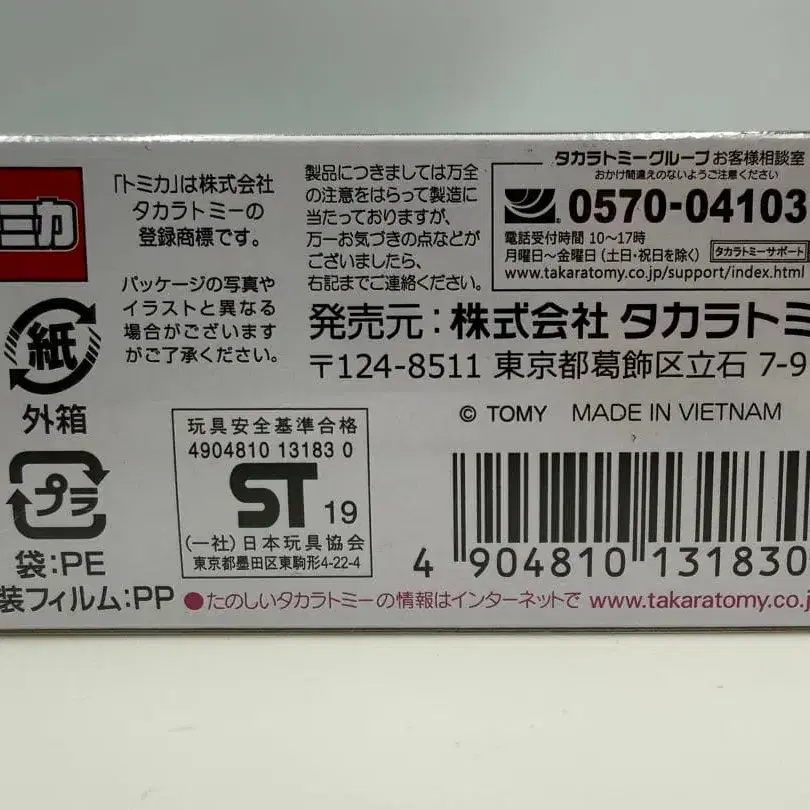 トミカ
「トミカ」は株式会社
タカラトミーの
登録商標です。
パッケージの写真や
イラストと異なる
場合がございます
がご了承ください。
製品につきましては万全
の注意をはらって製造に
当たっておりますが、
万一お気づきの点などが
ございましたら、
右記までご連絡ください。
タカラトミーグループお客様相談室
おかけ間違えのないようご注意ください
0570-04103
電話受付時間 10〜17時
月曜日〜金曜日（土・日・祝日を除く）
タカラトミーサポート
www.takaratomy.co.jp/support/index.html
発売元：株式会社 タカラトミ
〒124-8511 東京都葛飾区立石 7-9
© TOMY MADE IN VIETNAM
紙
外箱
プラ
袋:PE
装フィルム:PP
玩具安全基準合格
4904810 13183 0
ST 19
(一社)日本玩具協会
東京都墨田区東駒形4-22-4
4 904810 131830
●たのしいタカラトミーの情報はインターネットで www.takaratomy.co.j